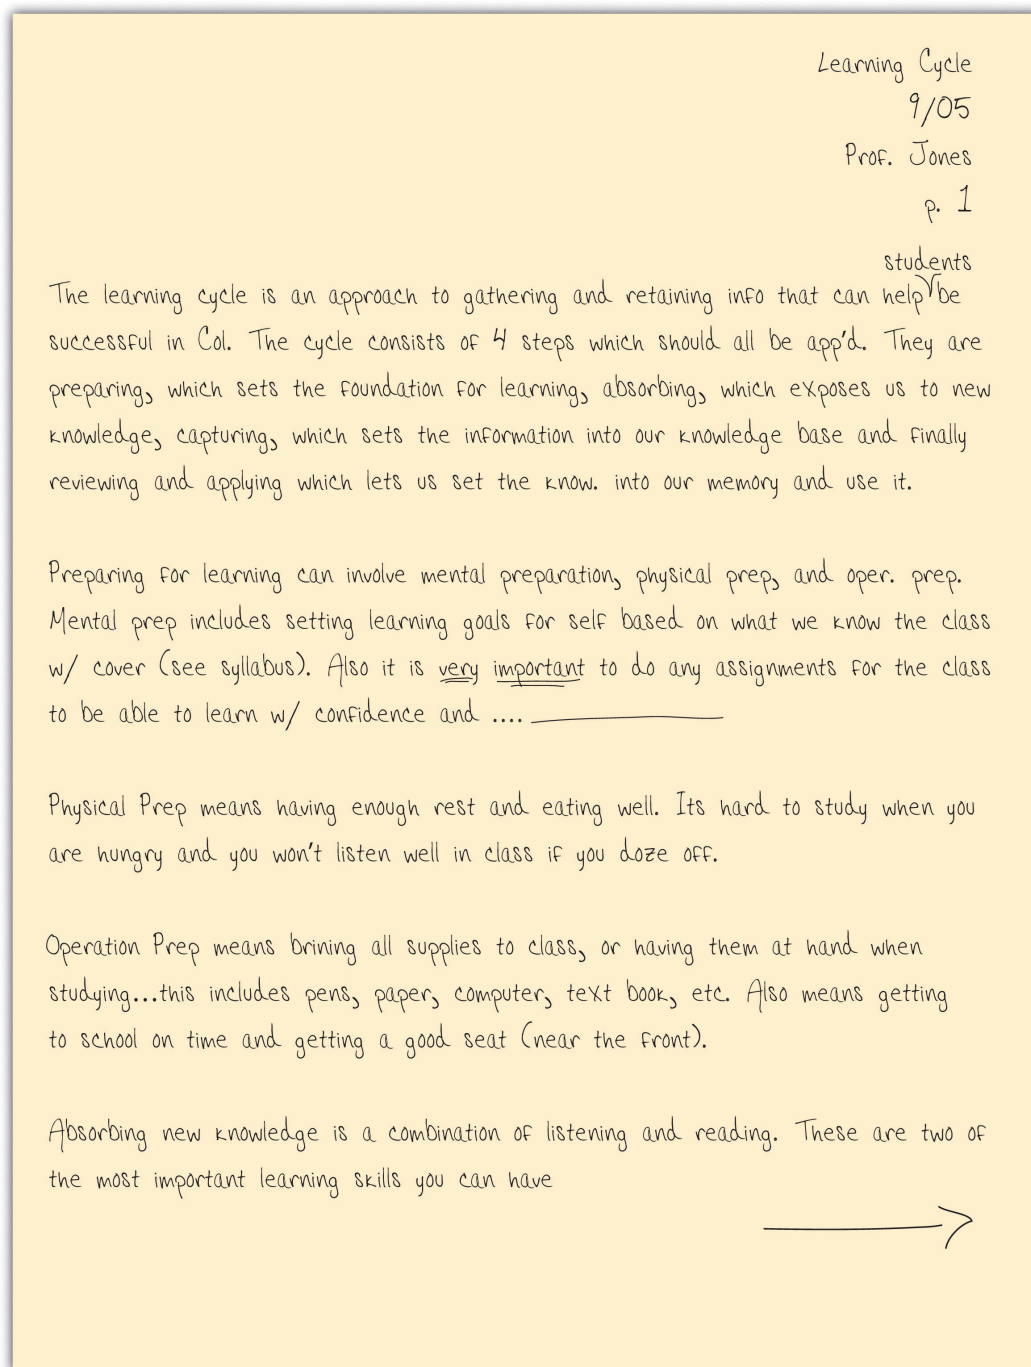 Learning Cycle
9/05
Prof. Jones
p. 1
students
The learning cycle is an approach to gathering and retaining info that can help be
successful in Col. The cycle consists of 4 steps which should all be app'd. They are
preparing, which sets the foundation for learning, absorbing, which exposes us to new
knowledge, capturing, which sets the information into our knowledge base and finally
reviewing and applying which lets us set the know. into our memory and use it.
Preparing for learning can involve mental preparation, physical prep, and oper. prep.
Mental prep includes setting learning goals for self based on what we know the class
w/ cover (see syllabus). Also it is very important to do any assignments for the class
to be able to learn w/ confidence and ....
Physical Prep means having enough rest and eating well. Its hard to study when you
are hungry and you won't listen well in class if you doze off.
Operation Prep means brining all supplies to class, or having them at hand when
studying...this includes pens, paper, computer, text book, etc. Also means getting
to school on time and getting a good seat (near the front).
Absorbing new knowledge is a combination of listening and reading. These are two of
the most important learning skills you can have